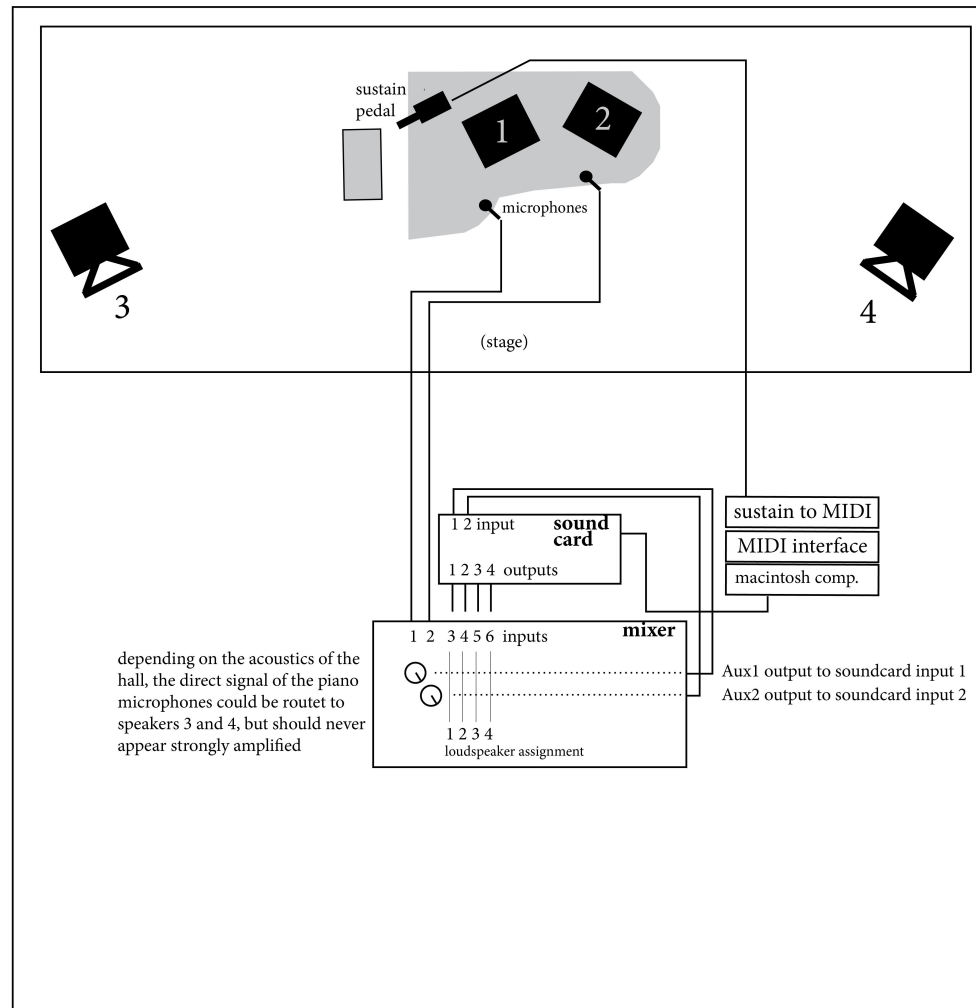 sustain
pedal
1
2
microphones
3
4
(stage)
sustain to MIDI
MIDI interface
macintosh comp.
1 2 input
sound
card
1 2 3 4 outputs
1 2 3 4 5 6 inputs
mixer
depending on the acoustics of the
hall, the direct signal of the piano
microphones could be routet to
speakers 3 and 4, but should never
appear strongly amplified
Aux1 output to soundcard input 1
Aux2 output to soundcard input 2
1 2 3 4
loudspeaker assignment